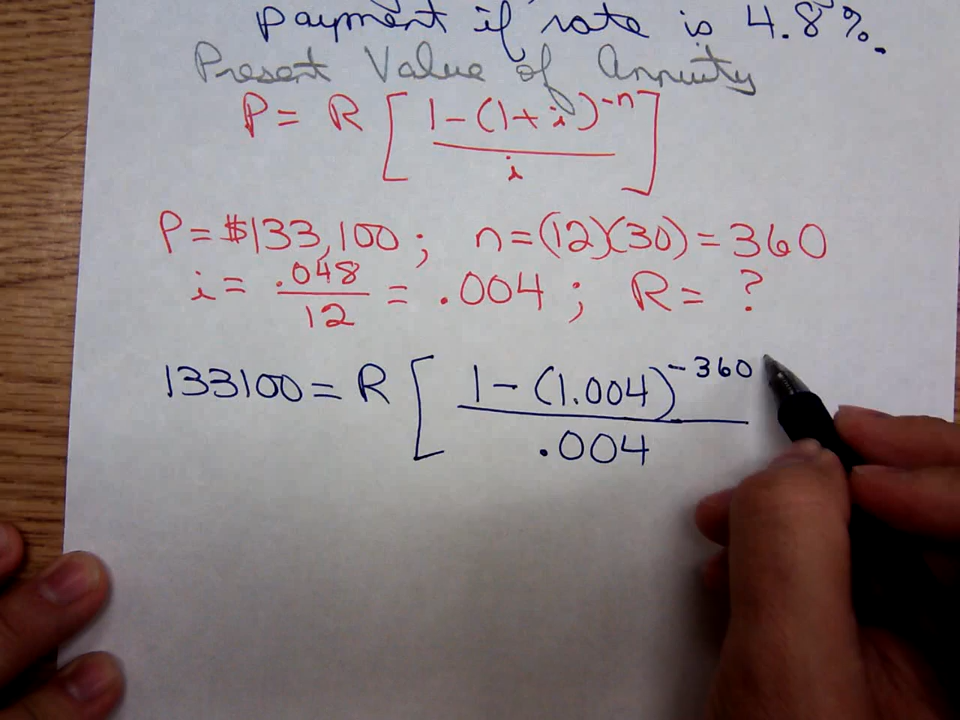 payment if rate is 4.8%.
Present Value of Annuity
P = R [ 1-(1+i)^-n / i ]
P = $133,100 ; n = (12)(30) = 360
i = .048 / 12 = .004 ; R = ?
133100 = R [ 1-(1.004)^-360 / .004